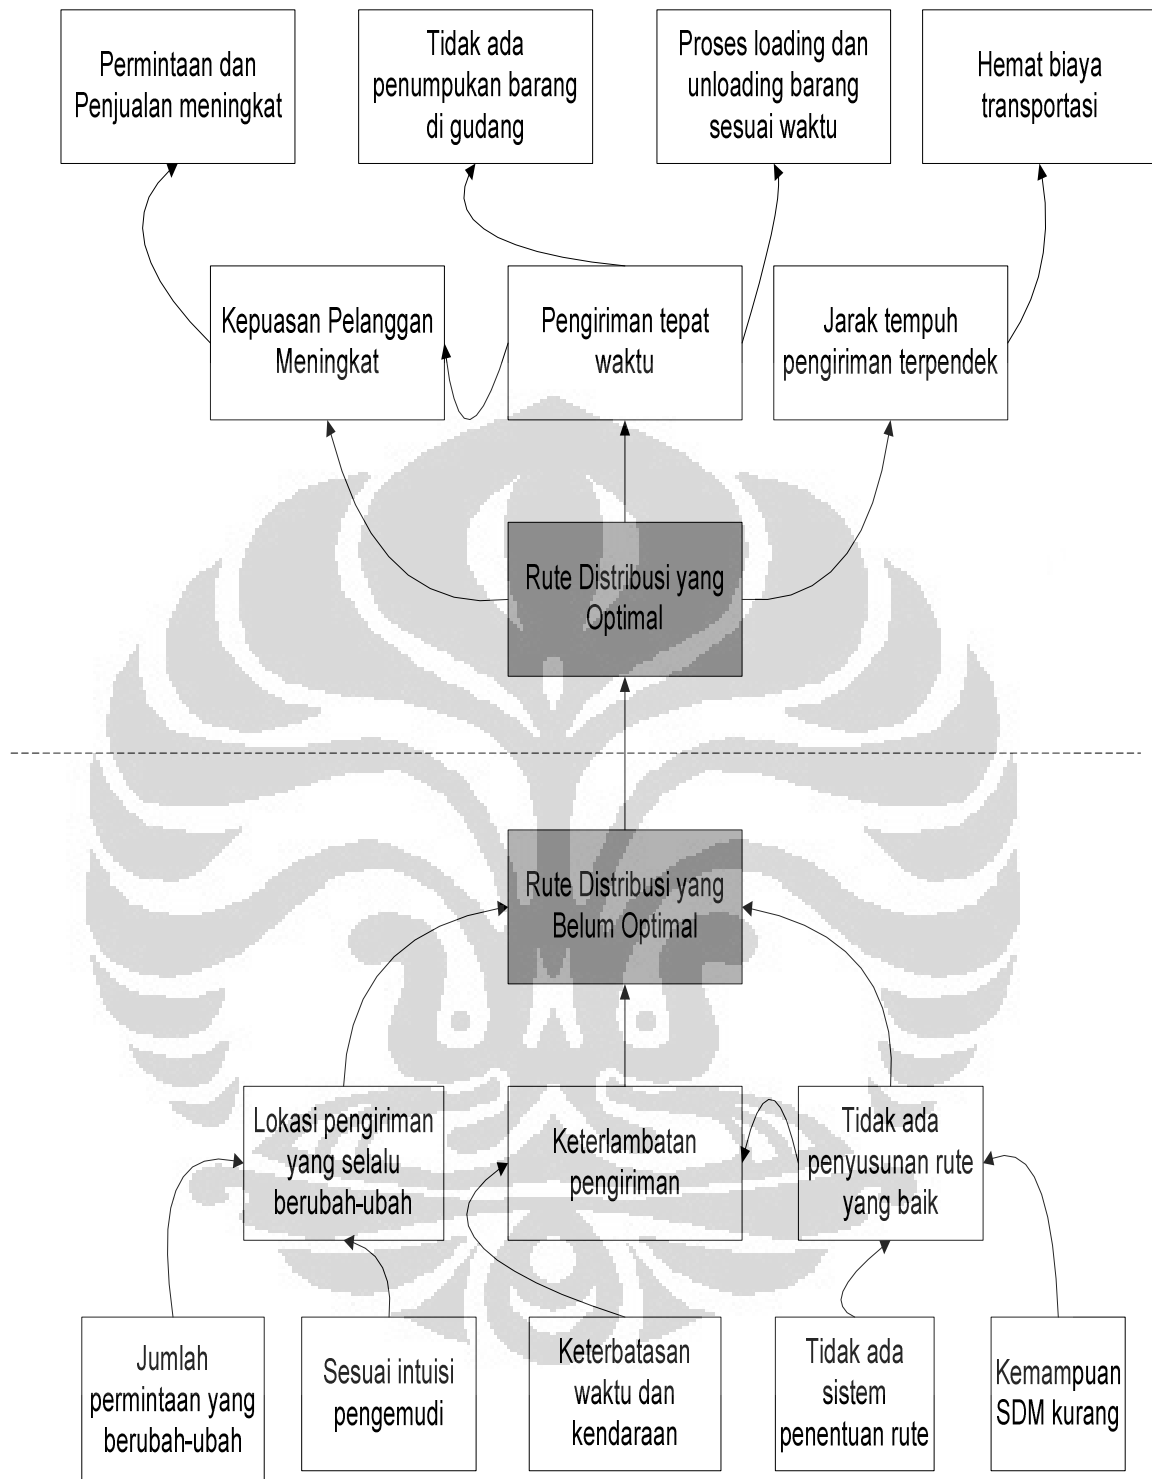 Permintaan dan
Penjualan meningkat
Tidak ada
penumpukan barang
di gudang
Proses loading dan
unloading barang
sesuai waktu
Hemat biaya
transportasi
Kepuasan Pelanggan
Meningkat
Pengiriman tepat
waktu
Jarak tempuh
pengiriman terpendek
Rute Distribusi yang
Optimal
Rute Distribusi yang
Belum Optimal
Lokasi pengiriman
yang selalu
berubah-ubah
Keterlambatan
pengiriman
Tidak ada
penyusunan rute
yang baik
Jumlah
permintaan yang
berubah-ubah
Sesuai intuisi
pengemudi
Keterbatasan
waktu dan
kendaraan
Tidak ada
sistem
penentuan rute
Kemampuan
SDM kurang